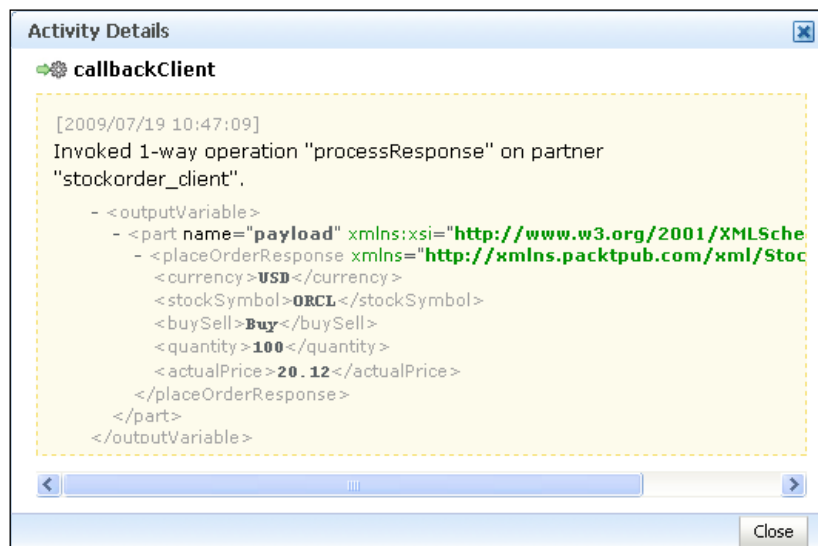 Activity Details
callbackClient
[2009/07/19 10:47:09]
Invoked 1-way operation "processResponse" on partner
"stockorder_client".
- <outputVariable>
- <part name="payload" xmlns:xsi="http://www.w3.org/2001/XMLSche
- <placeOrderResponse xmlns="http://xmlns.packtpub.com/xml/Stoc
<currency>USD</currency>
<stockSymbol>ORCL</stockSymbol>
<buySell>Buy</buySell>
<quantity>100</quantity>
<actualPrice>20.12</actualPrice>
</placeOrderResponse>
</part>
</outputVariable>
Close